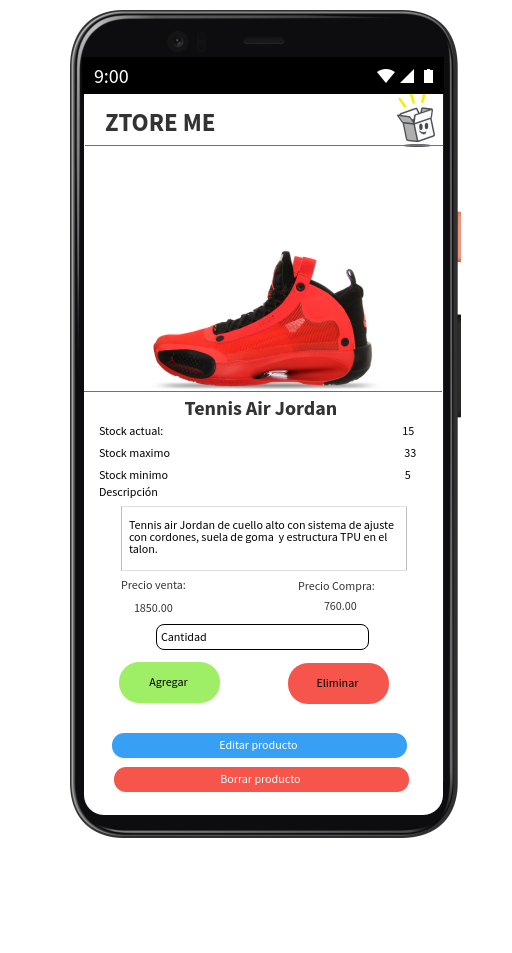 9:00
ZTORE ME
Tennis Air Jordan
Stock actual: 15
Stock maximo 33
Stock minimo 5
Descripción
Tennis air Jordan de cuello alto con sistema de ajuste
con cordones, suela de goma y estructura TPU en el
talon.
Precio venta: Precio Compra:
1850.00 760.00
Cantidad
Agregar Eliminar
Editar producto
Borrar producto